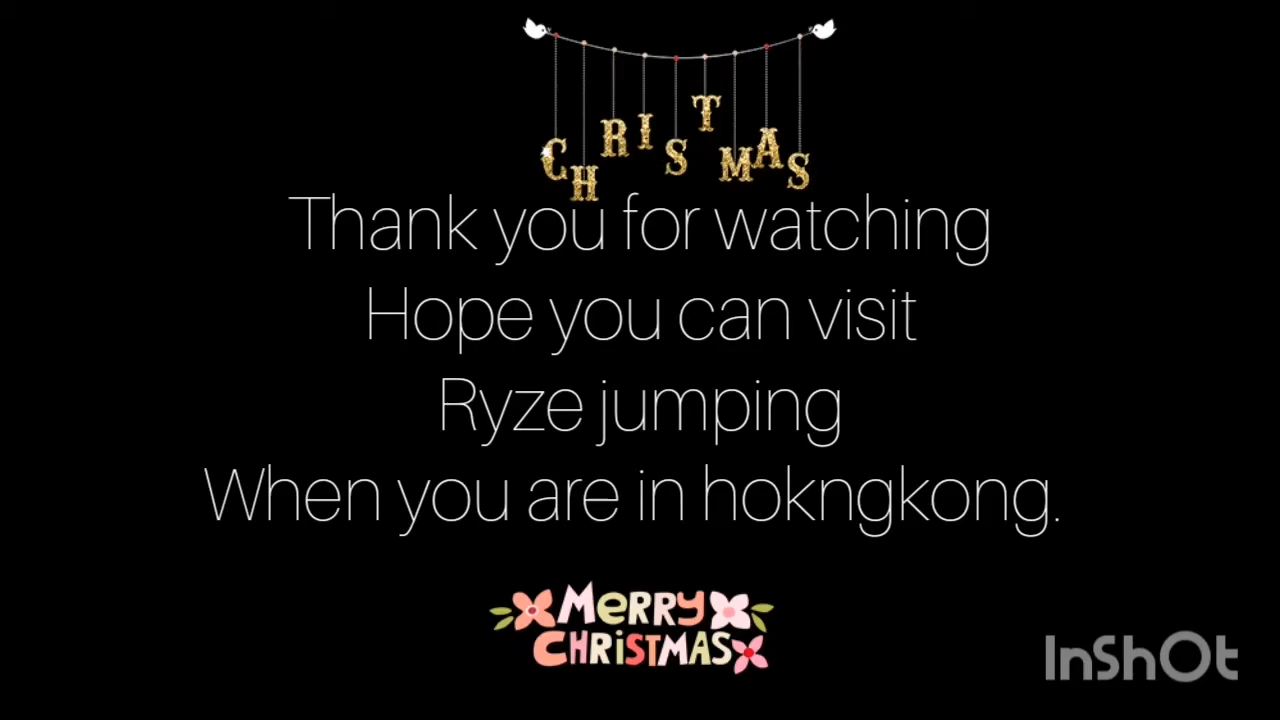 CHRISTMAS
Thank you for watching
Hope you can visit
Ryze jumping
When you are in hokngkong.
MeRRY
CHRiSTMAS
InShOt